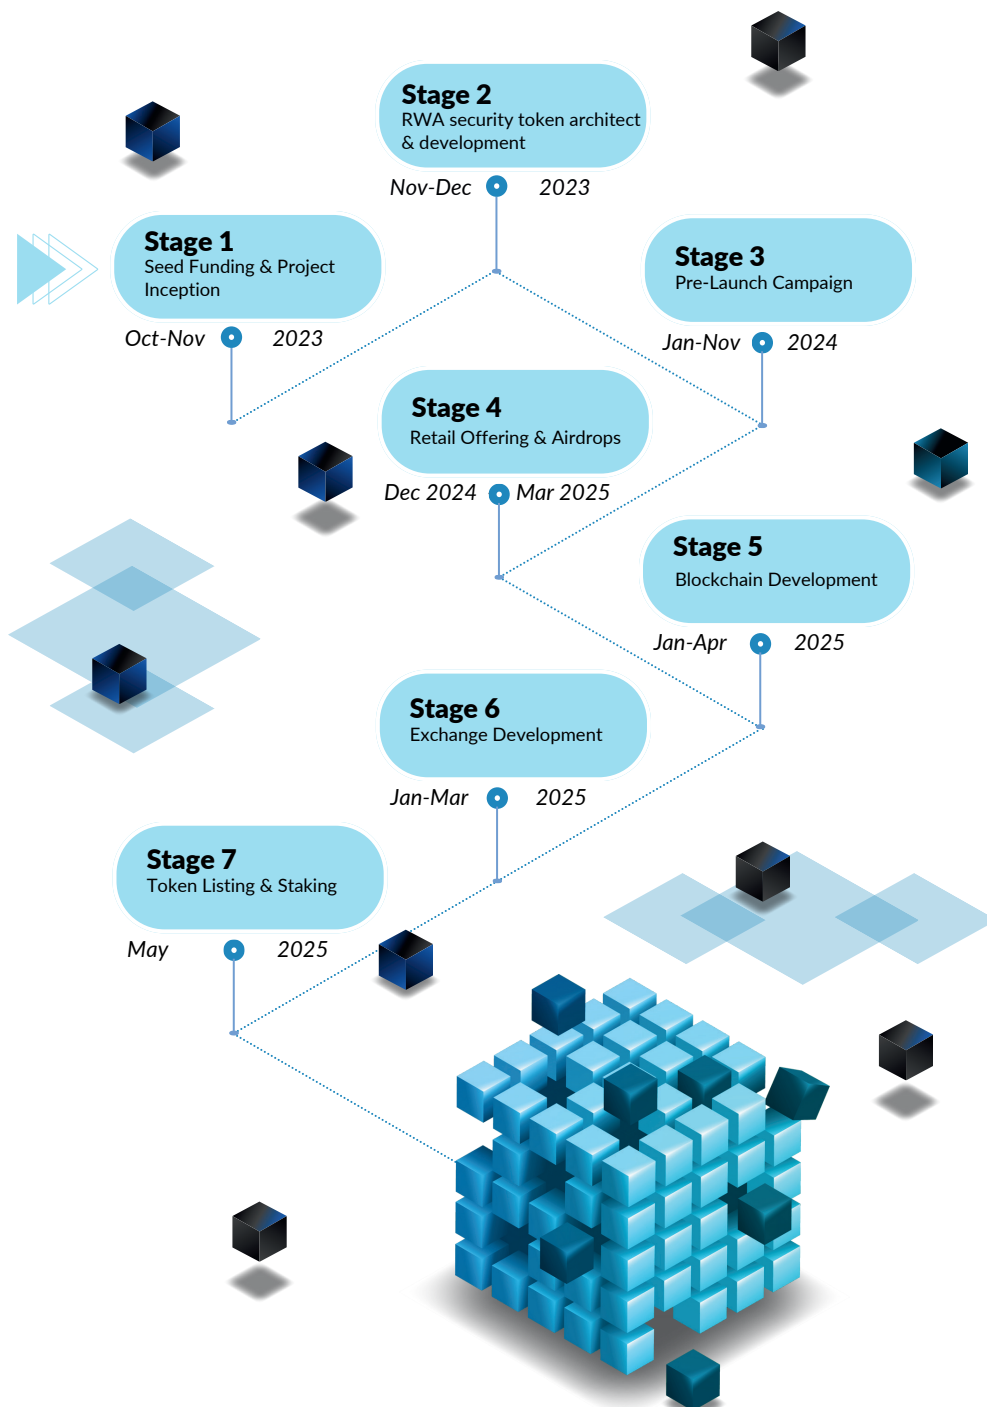 Stage 1
Seed Funding & Project
Inception
Oct-Nov 2023
Stage 2
RWA security token architect
& development
Nov-Dec 2023
Stage 3
Pre-Launch Campaign
Jan-Nov 2024
Stage 4
Retail Offering & Airdrops
Dec 2024 Mar 2025
Stage 5
Blockchain Development
Jan-Apr 2025
Stage 6
Exchange Development
Jan-Mar 2025
Stage 7
Token Listing & Staking
May 2025